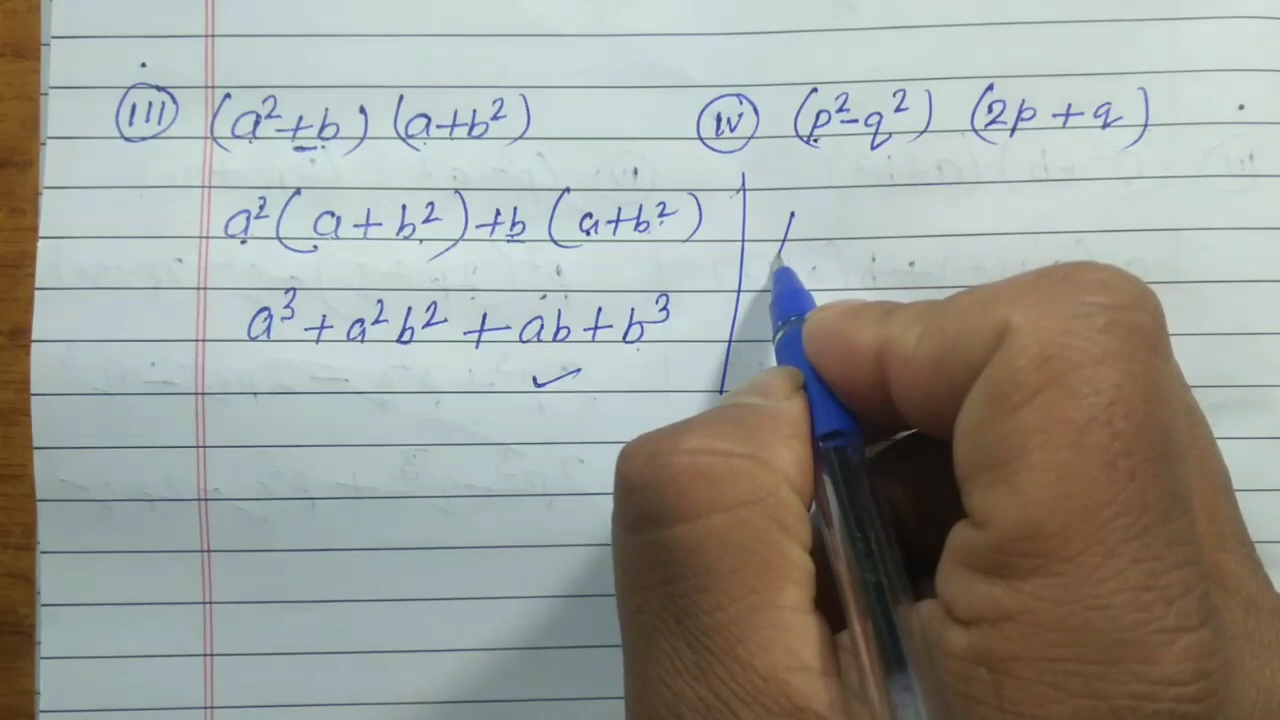 (iii) (a²+b) (a+b²)
a²(a+b²)+b(a+b²)
a³+a²b²+ab+b³
(iv) (p²-q²) (2p+q)